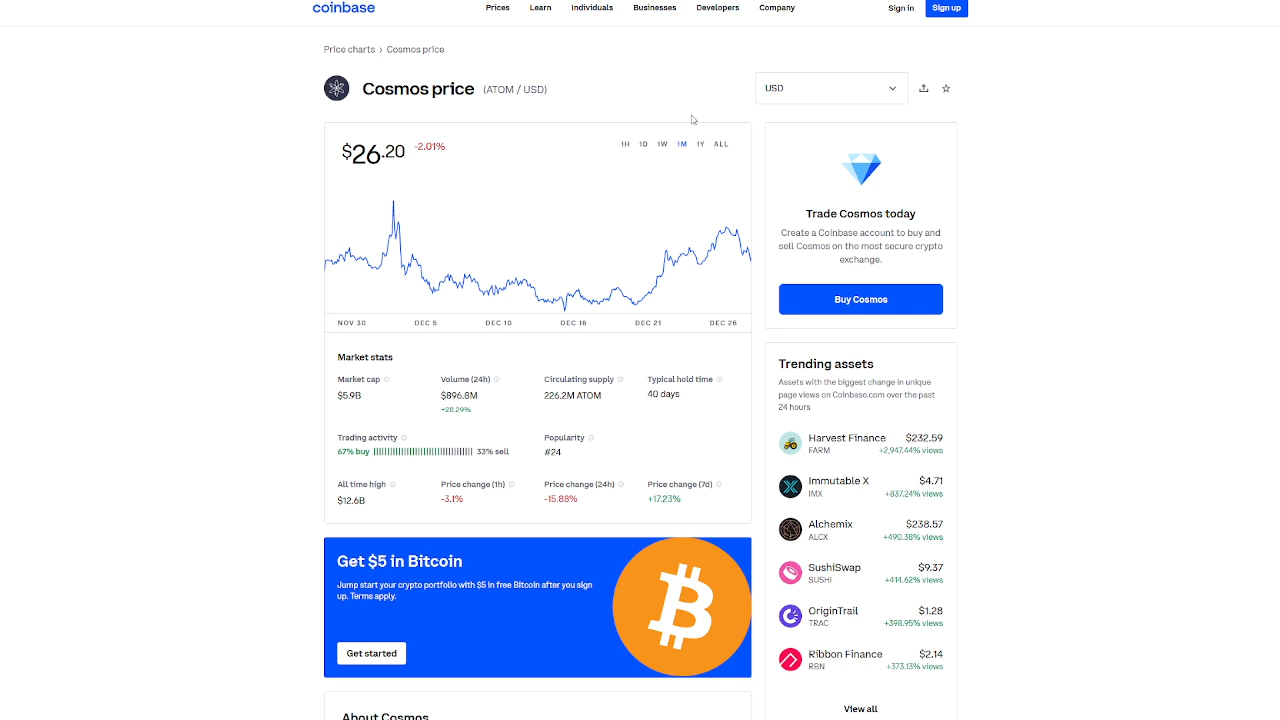 coinbase
Prices Learn Individuals Businesses Developers Company
Sign in Sign up
Price charts › Cosmos price
Cosmos price (ATOM / USD)
USD
$26.20 -2.01%
1H 1D 1W 1M 1Y ALL
NOV 30 DEC 5 DEC 10 DEC 16 DEC 21 DEC 26
Market stats
Market cap Volume (24h) Circulating supply Typical hold time
$5.9B $896.8M 226.2M ATOM 40 days
+28.29%
Trading activity Popularity
67% buy 33% sell #24
All time high Price change (1h) Price change (24h) Price change (7d)
$12.6B -3.1% -15.88% +17.23%
Get $5 in Bitcoin
Jump start your crypto portfolio with $5 in free Bitcoin after you sign
up. Terms apply.
Get started
About Cosmos
Trade Cosmos today
Create a Coinbase account to buy and
sell Cosmos on the most secure crypto
exchange.
Buy Cosmos
Trending assets
Assets with the biggest change in unique
page views on Coinbase.com over the past
24 hours
Harvest Finance $232.59
FARM +2,947.44% views
Immutable X $4.71
IMX +837.24% views
Alchemix $238.57
ALCX +490.38% views
SushiSwap $9.37
SUSHI +414.62% views
OriginTrail $1.28
TRAC +398.95% views
Ribbon Finance $2.14
RBN +373.13% views
View all